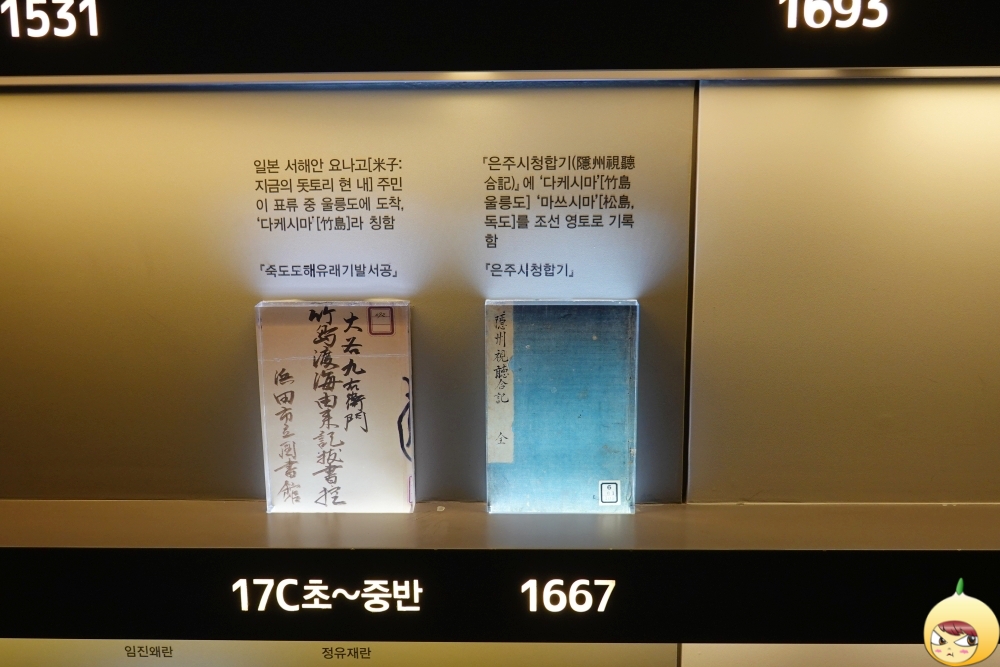 1531
1693
일본 서해안 요나고[米子:
지금의 돗토리 현 내] 주민
이 표류 중 울릉도에 도착,
‘다케시마’[竹島]라 칭함
『죽도도해유래기발서공』
『은주시청합기(隱州視聽
合記)』에 ‘다케시마’[竹島
울릉도] ‘마쓰시마’[松島,
독도]를 조선 영토로 기록
함
『은주시청합기』
大谷九右衛門
竹島渡海由来記抜書控
浜田市立図書館
隱州視聽合記 全
6
17C초~중반
1667
임진왜란
정유재란